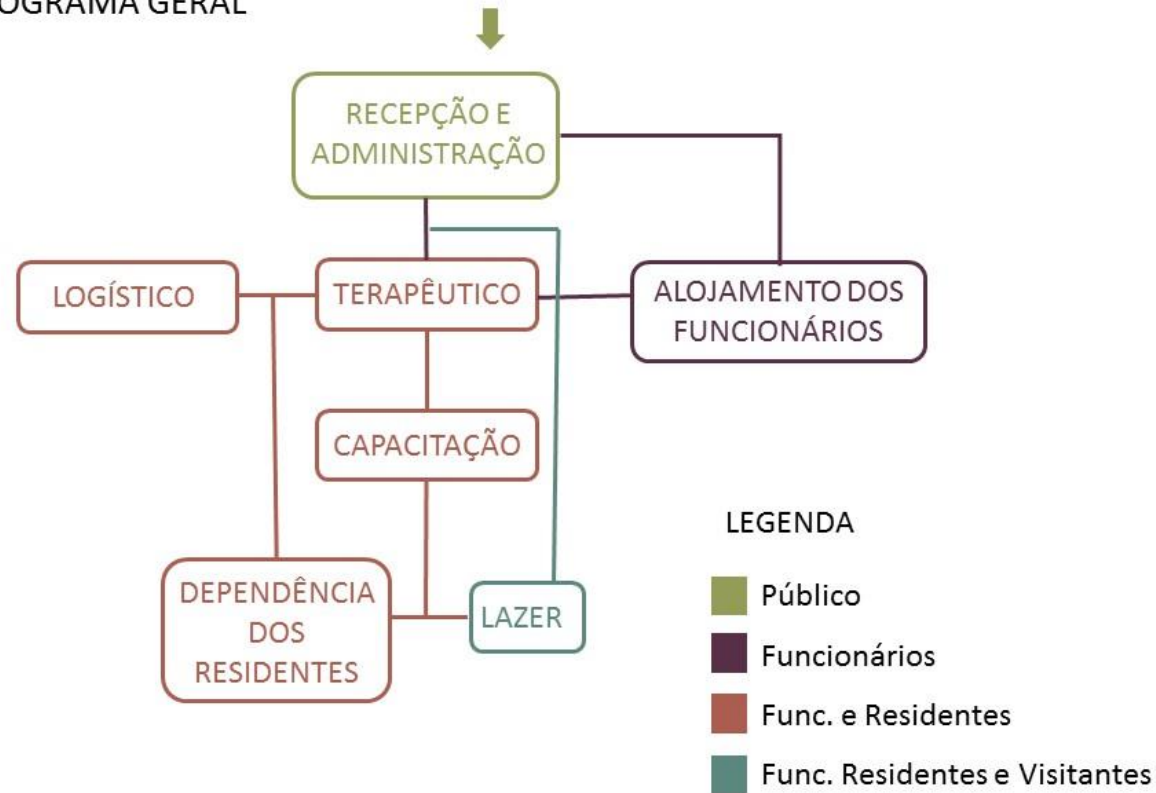 OGRAMA GERAL
RECEPÇÃO E
ADMINISTRAÇÃO
LOGÍSTICO
TERAPÊUTICO
ALOJAMENTO DOS
FUNCIONÁRIOS
CAPACITAÇÃO
DEPENDÊNCIA
DOS
RESIDENTES
LAZER
LEGENDA
Público
Funcionários
Func. e Residentes
Func. Residentes e Visitantes